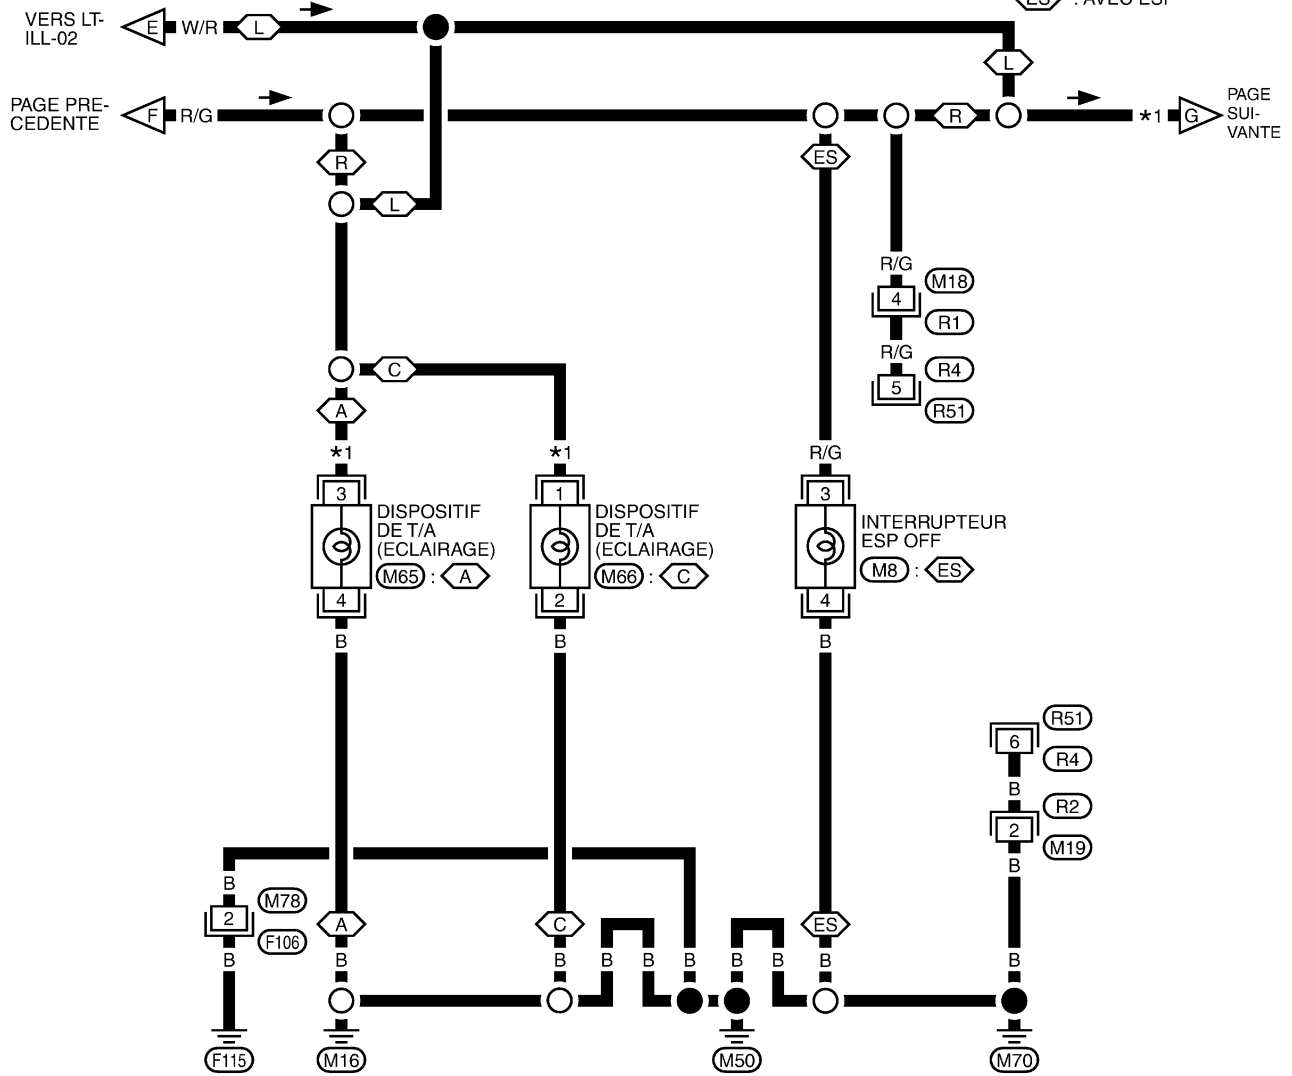 ES : AVEC ESP
VERS LT-
ILL-02
E W/R L
L
PAGE PRE-
CEDENTE
F R/G
R
*1 G
PAGE
SUI-
VANTE
R
ES
L
R/G
4
M18
R1
R/G
5
R4
R51
C
A
*1
*1
R/G
3
1
3
DISPOSITIF
DE T/A
(ECLAIRAGE)
M65 : A
4
DISPOSITIF
DE T/A
(ECLAIRAGE)
M66 : C
2
INTERRUPTEUR
ESP OFF
M8 : ES
4
B
B
B
R51
6
R4
B
R2
2
M19
B
B
M78
2
F106
A
C
ES
B
B
B
B
B
B
B
B
B
B
F115
M16
M50
M70